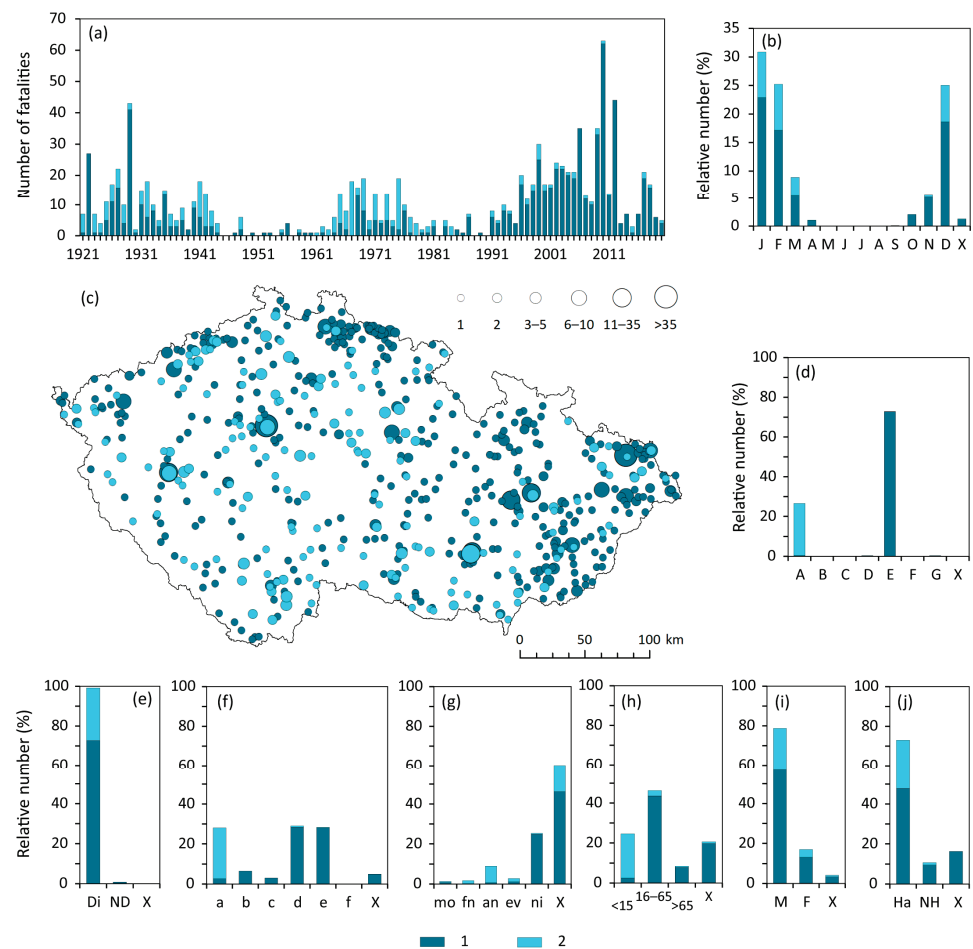 (a)
Number of fatalities
70
60
50
40
30
20
10
0
1921 1931 1941 1951 1961 1971 1981 1991 2001 2011
(b)
Relative number (%)
35
30
25
20
15
10
5
0
J F M A M J J A S O N D X
(c)
1 2 3–5 6–10 11–35 >35
0 50 100 km
(d)
Relative number (%)
100
80
60
40
20
0
A B C D E F G X
(e)
Relative number (%)
100
80
60
40
20
0
Di ND X
(f)
100
80
60
40
20
0
a b c d e f X
(g)
100
80
60
40
20
0
mo fn an ev ni X
(h)
100
80
60
40
20
0
<15 16–65 >65 X
(i)
100
80
60
40
20
0
M F X
(j)
100
80
60
40
20
0
Ha NH X
1 2